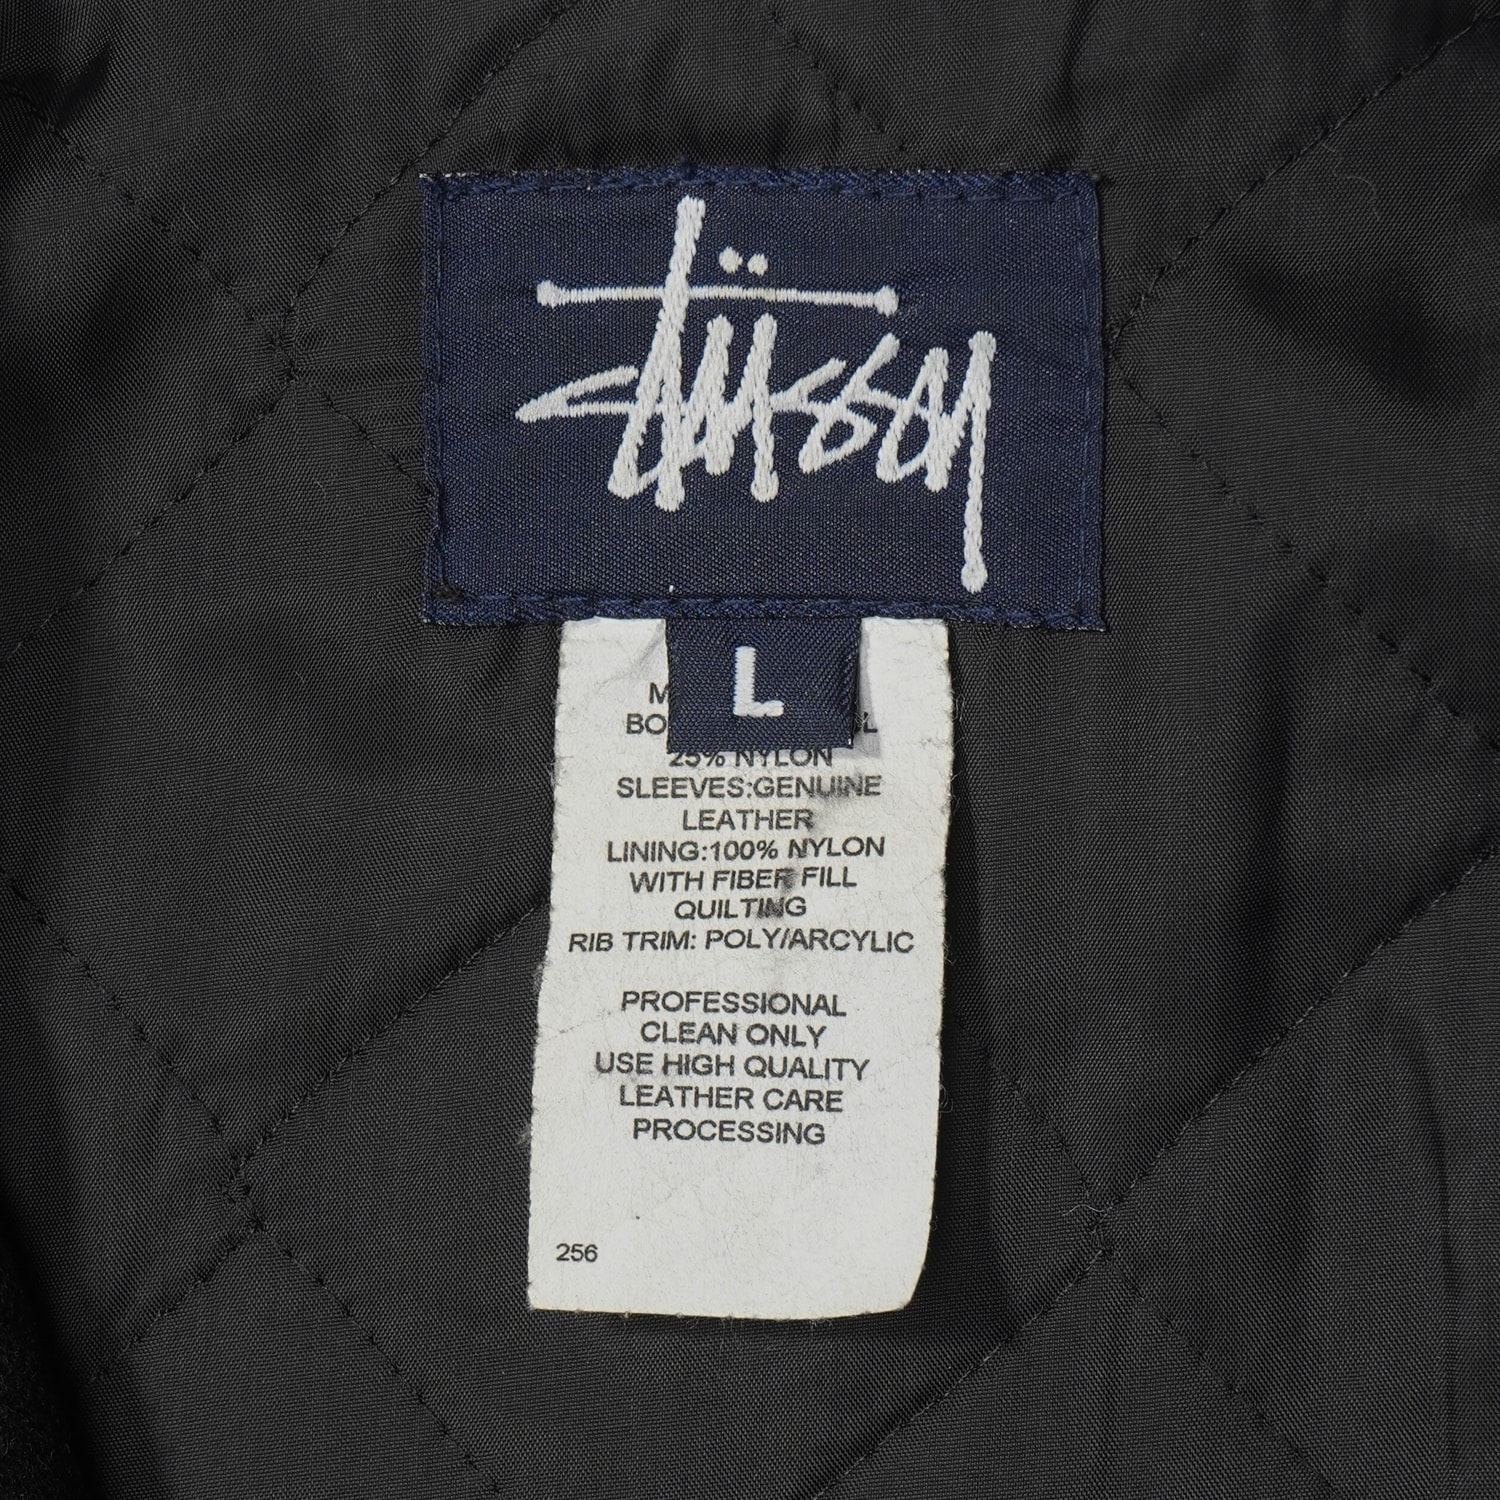 Stüssy
L
25% NYLON
SLEEVES:GENUINE
LEATHER
LINING:100% NYLON
WITH FIBER FILL
QUILTING
RIB TRIM: POLY/ARCYLIC
PROFESSIONAL
CLEAN ONLY
USE HIGH QUALITY
LEATHER CARE
PROCESSING
256